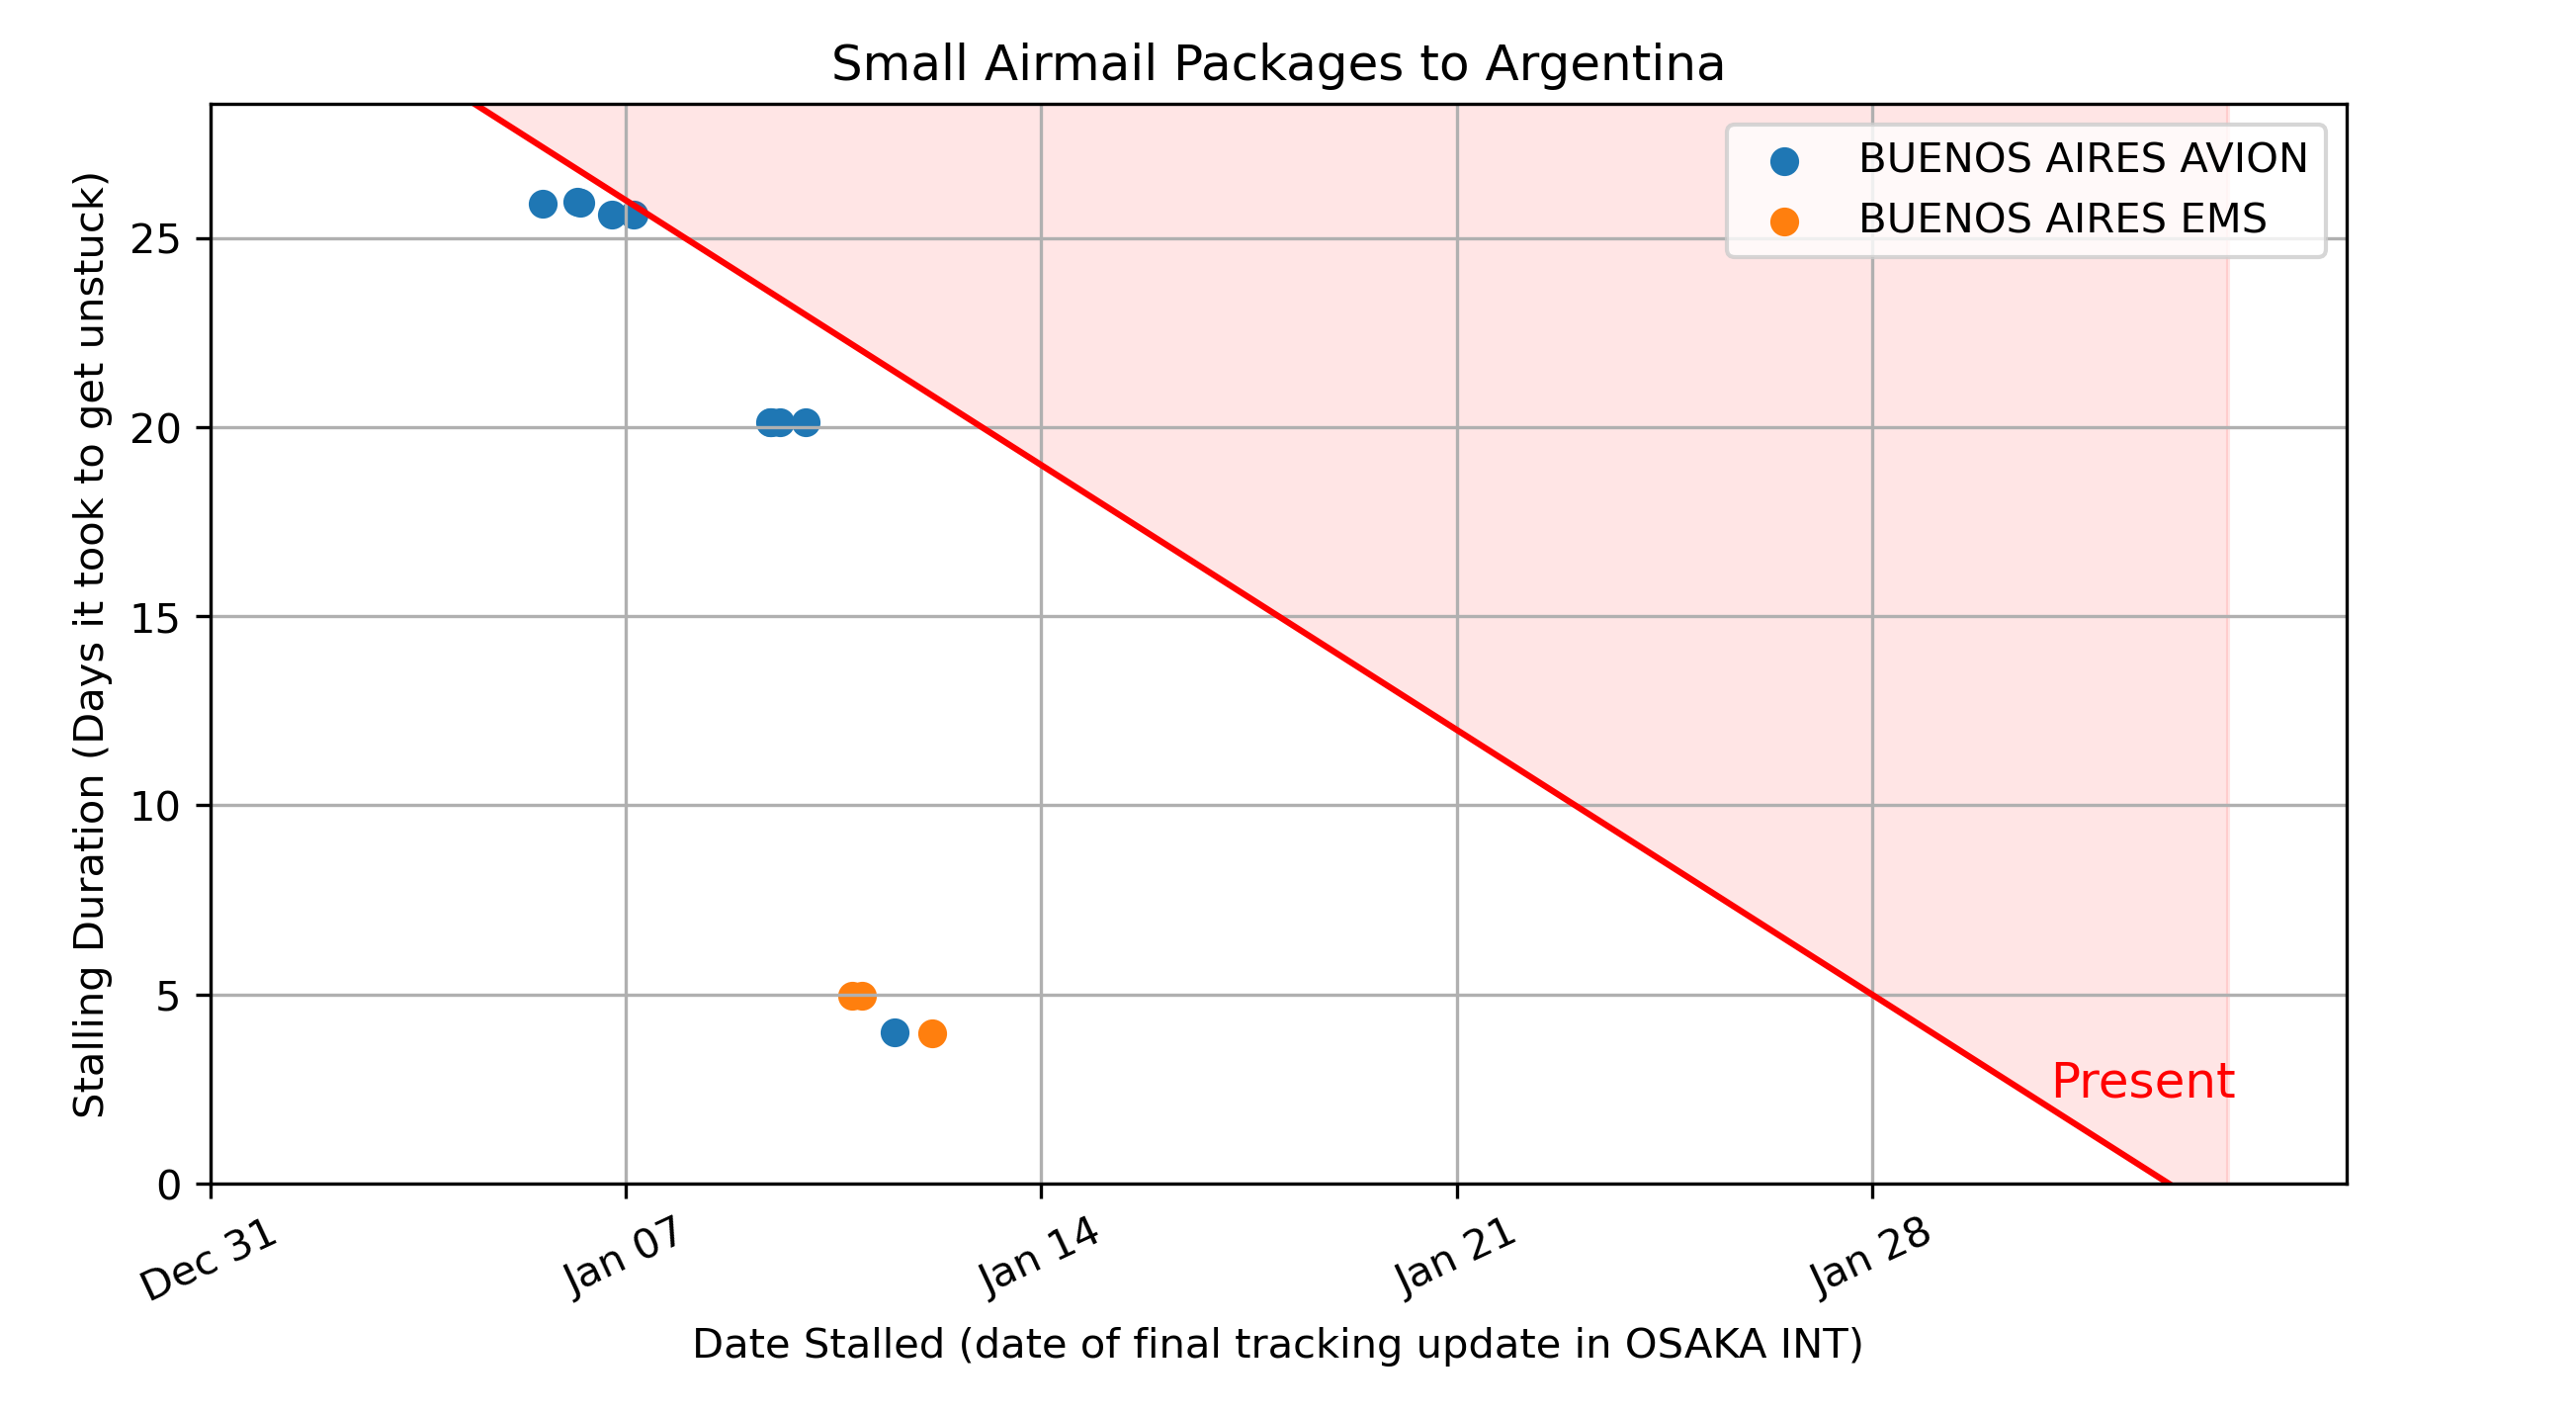 Small Airmail Packages to Argentina
BUENOS AIRES AVION
BUENOS AIRES EMS
Stalling Duration (Days it took to get unstuck)
25
20
15
10
5
0
Present
Dec 31
Jan 07
Jan 14
Jan 21
Jan 28
Date Stalled (date of final tracking update in OSAKA INT)